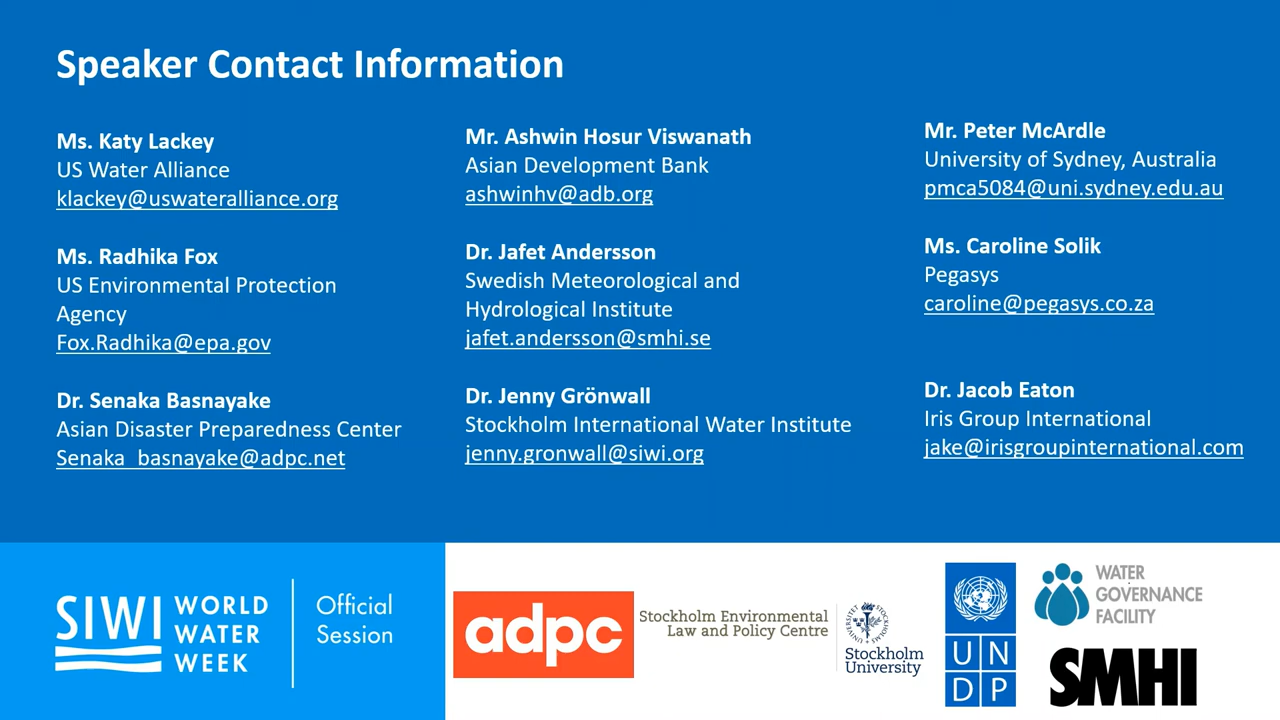 Speaker Contact Information
Ms. Katy Lackey
US Water Alliance
klackey@uswateralliance.org
Ms. Radhika Fox
US Environmental Protection
Agency
Fox.Radhika@epa.gov
Dr. Senaka Basnayake
Asian Disaster Preparedness Center
Senaka_basnayake@adpc.net
Mr. Ashwin Hosur Viswanath
Asian Development Bank
ashwinhv@adb.org
Dr. Jafet Andersson
Swedish Meteorological and
Hydrological Institute
jafet.andersson@smhi.se
Dr. Jenny Grönwall
Stockholm International Water Institute
jenny.gronwall@siwi.org
Mr. Peter McArdle
University of Sydney, Australia
pmca5084@uni.sydney.edu.au
Ms. Caroline Solik
Pegasys
caroline@pegasys.co.za
Dr. Jacob Eaton
Iris Group International
jake@irisgroupinternational.com
SIWI
WORLD
WATER
WEEK
Official
Session
adpc
Stockholm Environmental
Law and Policy Centre
Stockholm
University
UN
DP
WATER
GOVERNANCE
FACILITY
SMHI